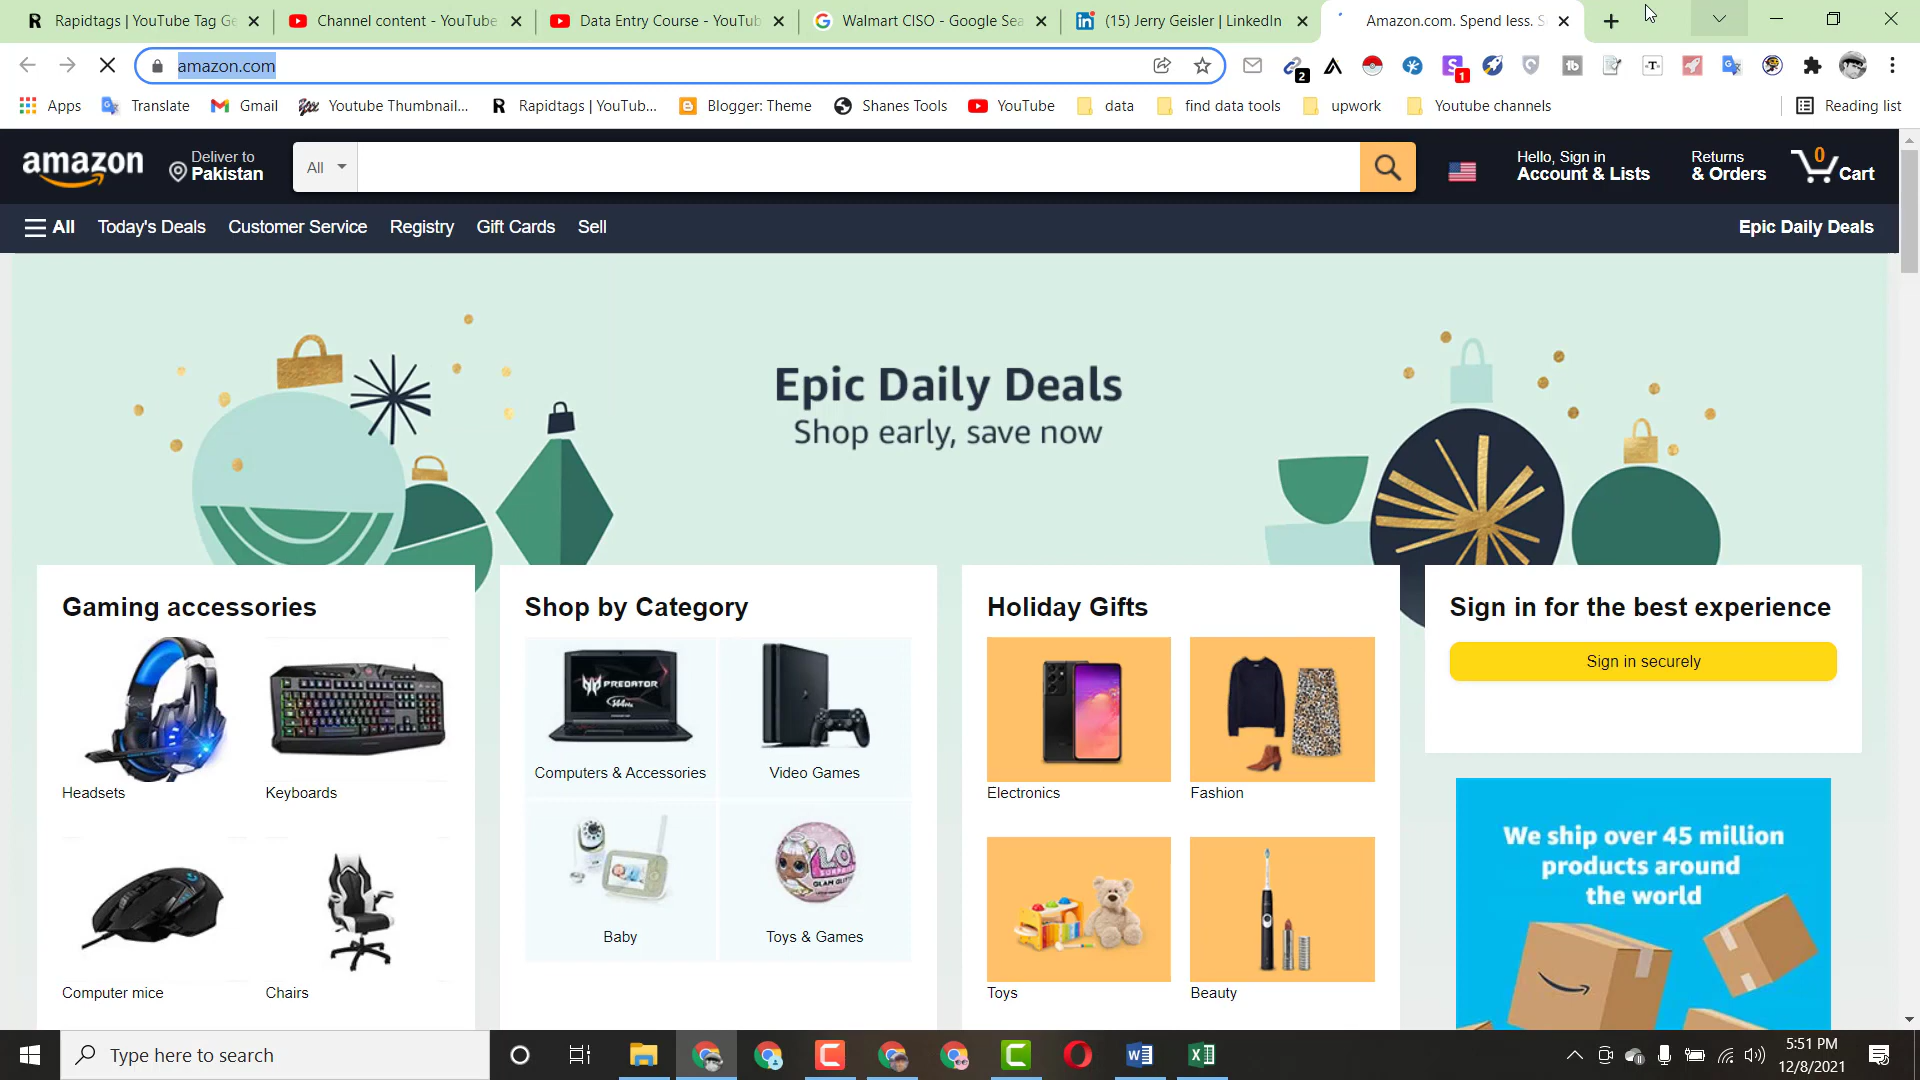 Rapidtags | YouTube Tag Ge
Channel content - YouTube
Data Entry Course - YouTub
Walmart CISO - Google Sea
(15) Jerry Geisler | LinkedIn
Amazon.com. Spend less. S
amazon.com
2
1
tb
-T-
Apps
Translate
Gmail
Youtube Thumbnail...
Rapidtags | YouTub...
Blogger: Theme
Shanes Tools
YouTube
data
find data tools
upwork
Youtube channels
Reading list
amazon
Deliver to
Pakistan
All
Hello, Sign in
Account & Lists
Returns
& Orders
0
Cart
All
Today's Deals
Customer Service
Registry
Gift Cards
Sell
Epic Daily Deals
Epic Daily Deals
Shop early, save now
Gaming accessories
Headsets
Keyboards
Computer mice
Chairs
Shop by Category
PREDATOR
Computers & Accessories
Video Games
Baby
Toys & Games
Holiday Gifts
Electronics
Fashion
Toys
Beauty
Sign in for the best experience
Sign in securely
We ship over 45 million
products around
the world
Type here to search
5:51 PM
12/8/2021